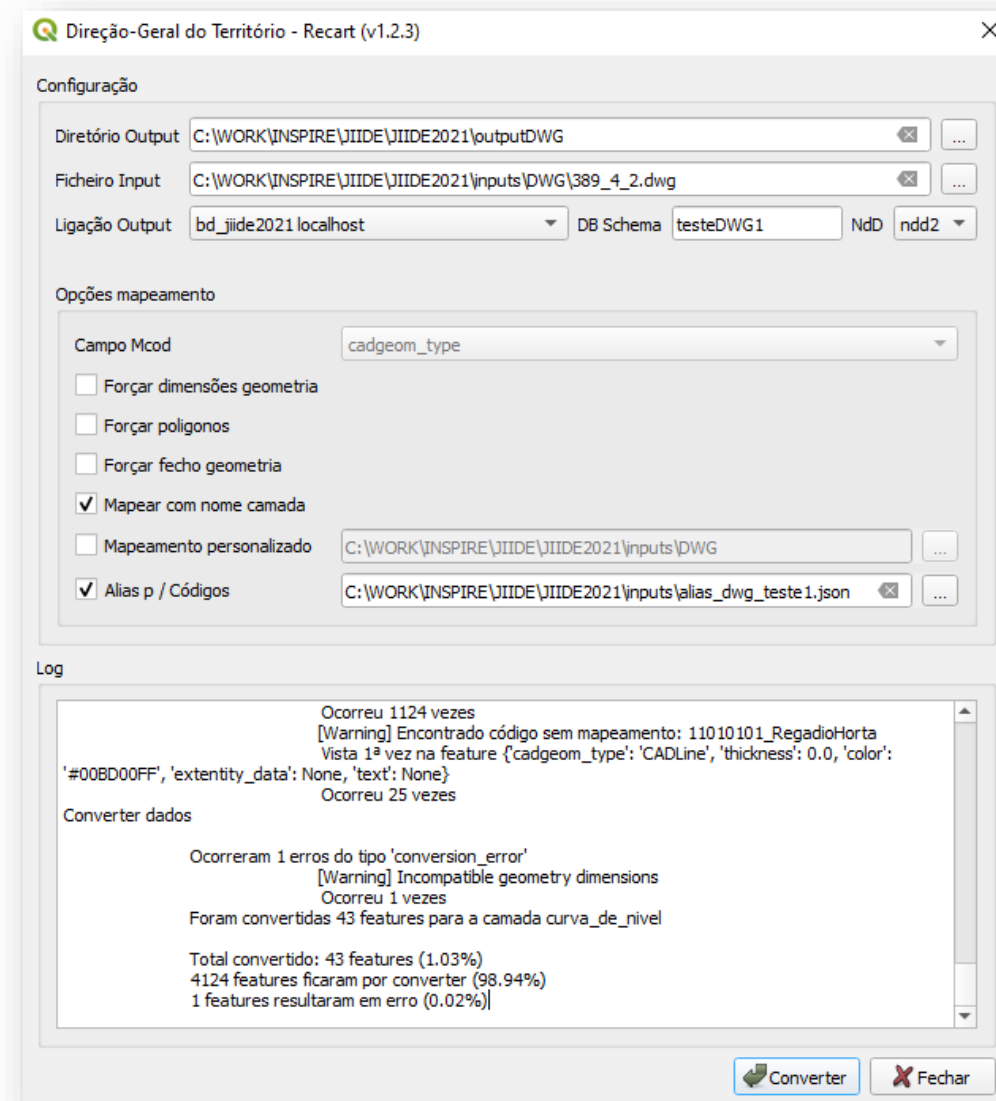 Direção-Geral do Território - Recart (v1.2.3)
Configuração
Diretório Output C:\WORK\INSPIRE\JIIDE\JIIDE2021\outputDWG ...
Ficheiro Input C:\WORK\INSPIRE\JIIDE\JIIDE2021\inputs\DWG\389_4_2.dwg ...
Ligação Output bd_jiide2021 localhost DB Schema testeDWG1 NdD ndd2
Opções mapeamento
Campo Mcod cadgeom_type
Forçar dimensões geometria
Forçar poligonos
Forçar fecho geometria
Mapear com nome camada
Mapeamento personalizado C:\WORK\INSPIRE\JIIDE\JIIDE2021\inputs\DWG ...
Alias p / Códigos C:\WORK\INSPIRE\JIIDE\JIIDE2021\inputs\alias_dwg_teste1.json ...
Log
Ocorreu 1124 vezes
[Warning] Encontrado código sem mapeamento: 11010101_RegadioHorta
Vista 1ª vez na feature {'cadgeom_type': 'CADLine', 'thickness': 0.0, 'color':
'#00BD00FF', 'extentity_data': None, 'text': None}
Ocorreu 25 vezes
Converter dados
Ocorreram 1 erros do tipo 'conversion_error'
[Warning] Incompatible geometry dimensions
Ocorreu 1 vezes
Foram convertidas 43 features para a camada curva_de_nivel
Total convertido: 43 features (1.03%)
4124 features ficaram por converter (98.94%)
1 features resultaram em erro (0.02%)
Converter Fechar